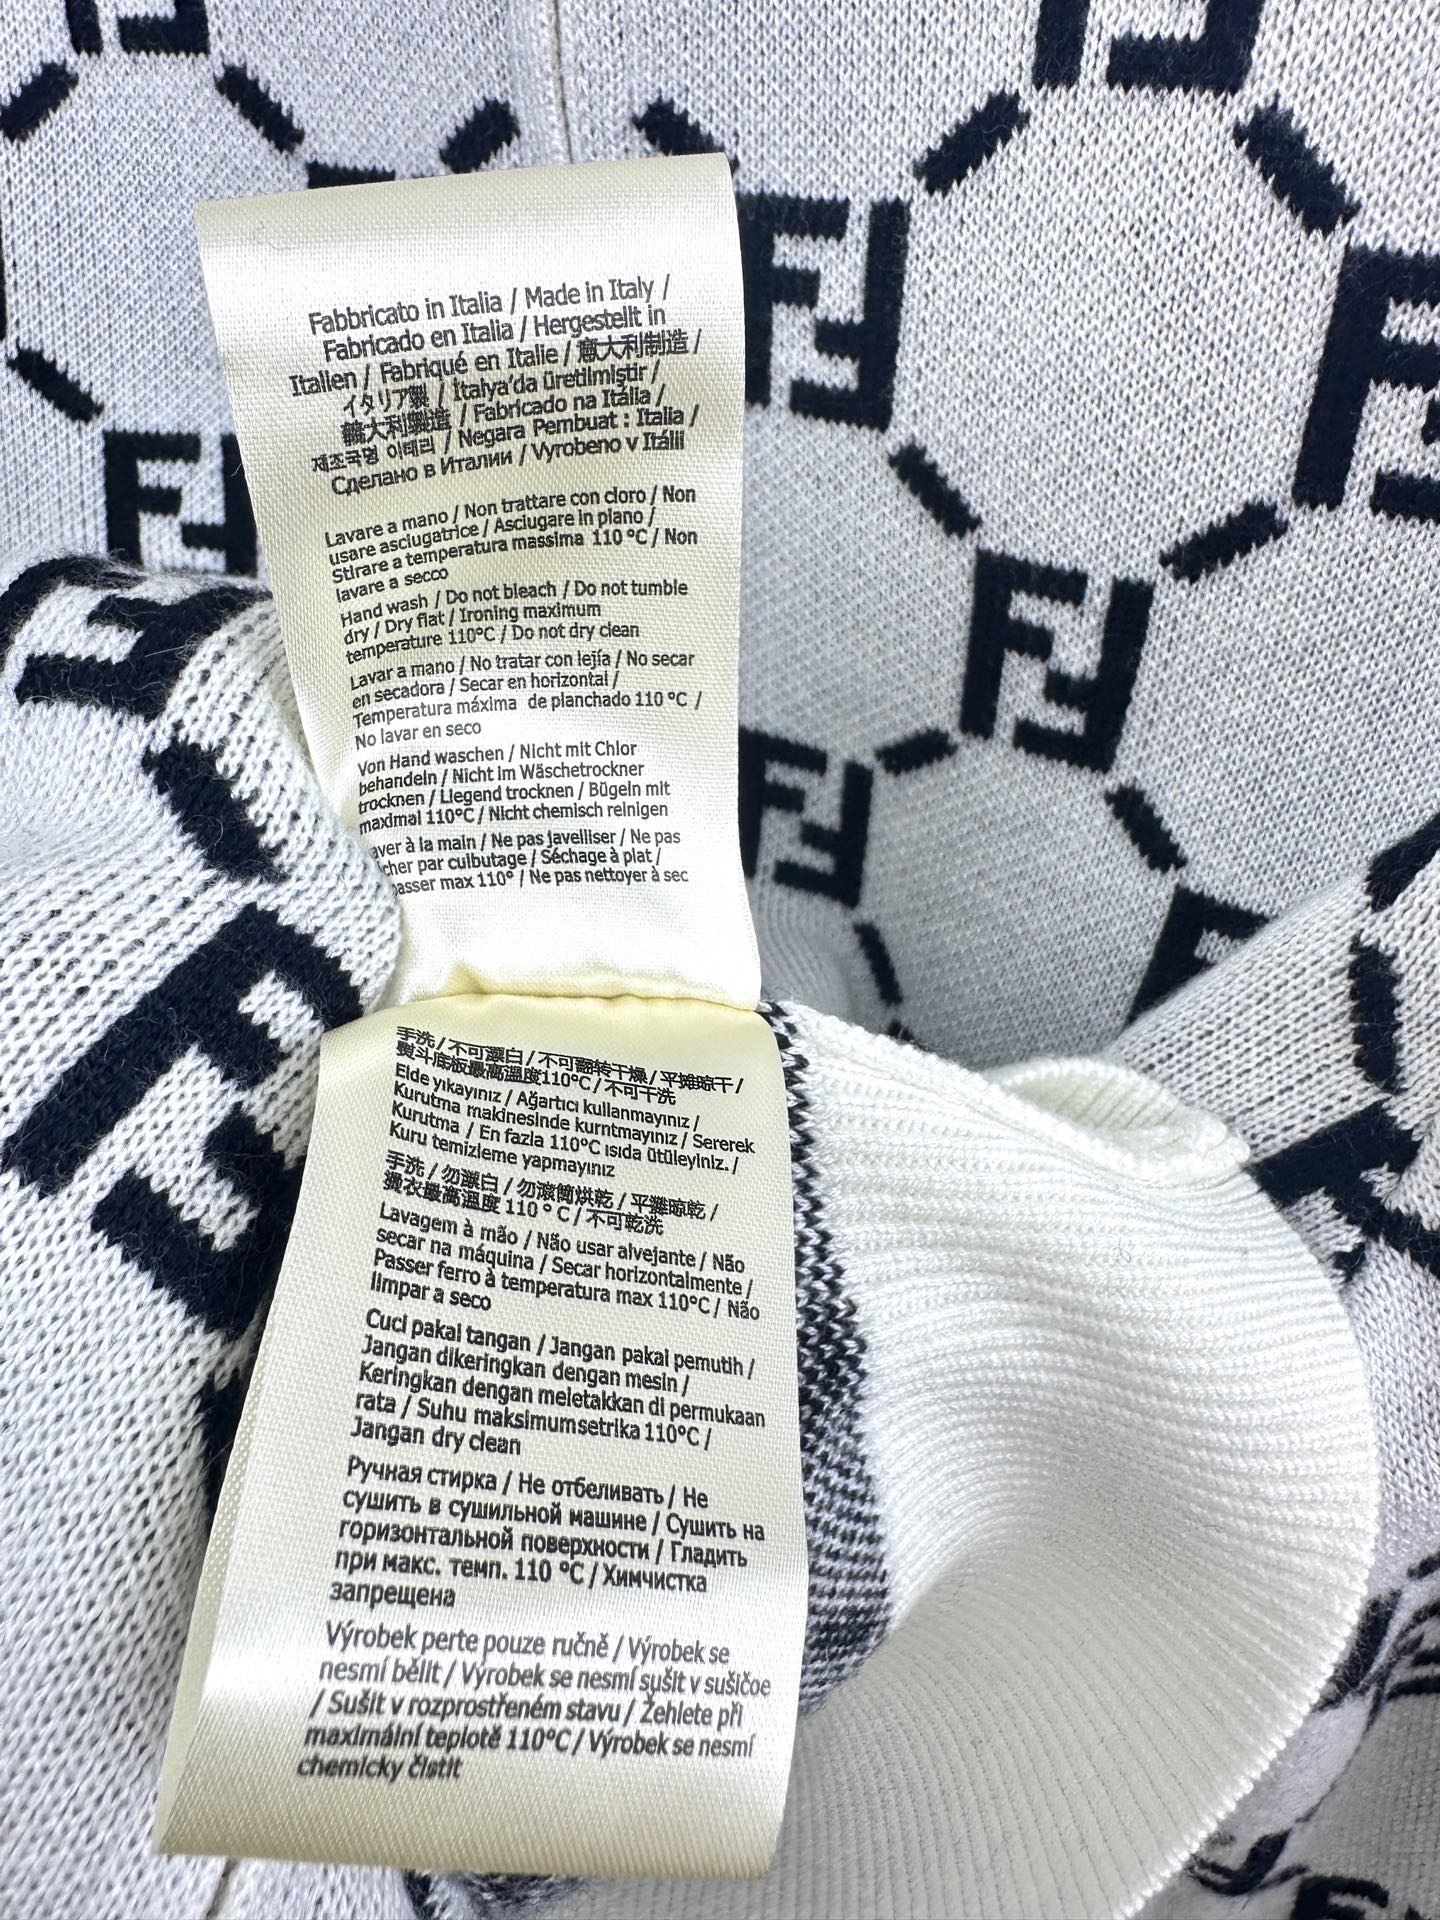 Fabbricato in Italia / Made in Italy /
Fabricado en Italia / Hergestellt in
Italien / Fabriqué en Italie / 意大利制造 /
イタリア製 / İtalya'da üretilmiştir /
義大利製造 / Fabricado na Itália /
제조국명 이태리 / Negara Pembuat : Italia /
Сделано в Италии / Vyrobeno v Itálii
Lavare a mano / Non trattare con cloro / Non
usare asciugatrice / Asciugare in piano /
Stirare a temperatura massima 110 °C / Non
lavare a secco
Hand wash / Do not bleach / Do not tumble
dry / Dry flat / Ironing maximum
temperature 110°C / Do not dry clean
Lavar a mano / No tratar con lejía / No secar
en secadora / Secar en horizontal /
Temperatura máxima de planchado 110 °C /
No lavar en seco
Von Hand waschen / Nicht mit Chlor
behandeln / Nicht im Wäschetrockner
trocknen / Liegend trocknen / Bügeln mit
maximal 110°C / Nicht chemisch reinigen
aver à la main / Ne pas javelliser / Ne pas
cher par culbutage / Séchage à plat /
passer max 110° / Ne pas nettoyer à sec
手洗 / 不可漂白 / 不可翻转干燥 / 平摊晾干 /
熨斗底板最高温度110°C / 不可干洗
Elde yıkayınız / Ağartıcı kullanmayınız /
Kurutma makinesinde kurntmayınız / Sererek
Kurutma / En fazla 110°C ısıda ütüleyiniz. /
Kuru temizleme yapmayınız
手洗 / 勿漂白 / 勿滾筒烘乾 / 平攤晾乾 /
燙衣最高溫度 110 ° C / 不可乾洗
Lavagem à mão / Não usar alvejante / Não
secar na máquina / Secar horizontalmente /
Passer ferro à temperatura max 110°C / Não
limpar a seco
Cuci pakai tangan / Jangan pakai pemutih /
Jangan dikeringkan dengan mesin /
Keringkan dengan meletakkan di permukaan
rata / Suhu maksimumsetrika 110°C /
Jangan dry clean
Ручная стирка / Не отбеливать / Не
сушить в сушильной машине / Сушить на
горизонтальной поверхности / Гладить
при макс. темп. 110 °C / Химчистка
запрещена
Výrobek perte pouze ručně / Výrobek se
nesmí bělit / Výrobek se nesmí sušit v sušičce
/ Sušit v rozprostřeném stavu / Žehlete při
maximální teplotě 110°C / Výrobek se nesmí
chemicky čistit